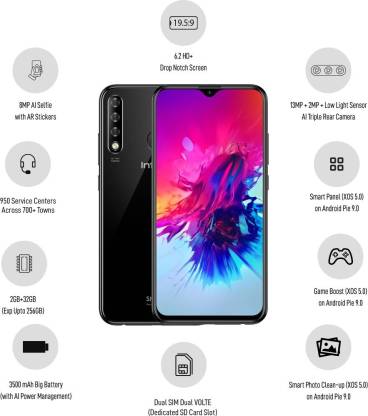 19.5:9
6.2 HD+
Drop Notch Screen
8MP AI Selfie
with AR Stickers
13MP + 2MP + Low Light Sensor
AI Triple Rear Camera
950 Service Centers
Across 700+ Towns
Smart Panel (XOS 5.0)
on Android Pie 9.0
2GB+32GB
(Exp Upto 256GB)
Game Boost (XOS 5.0)
on Android Pie 9.0
3500 mAh Big Battery
(with AI Power Management)
Dual SIM Dual VOLTE
(Dedicated SD Card Slot)
Smart Photo Clean-up (XOS 5.0)
on Android Pie 9.0